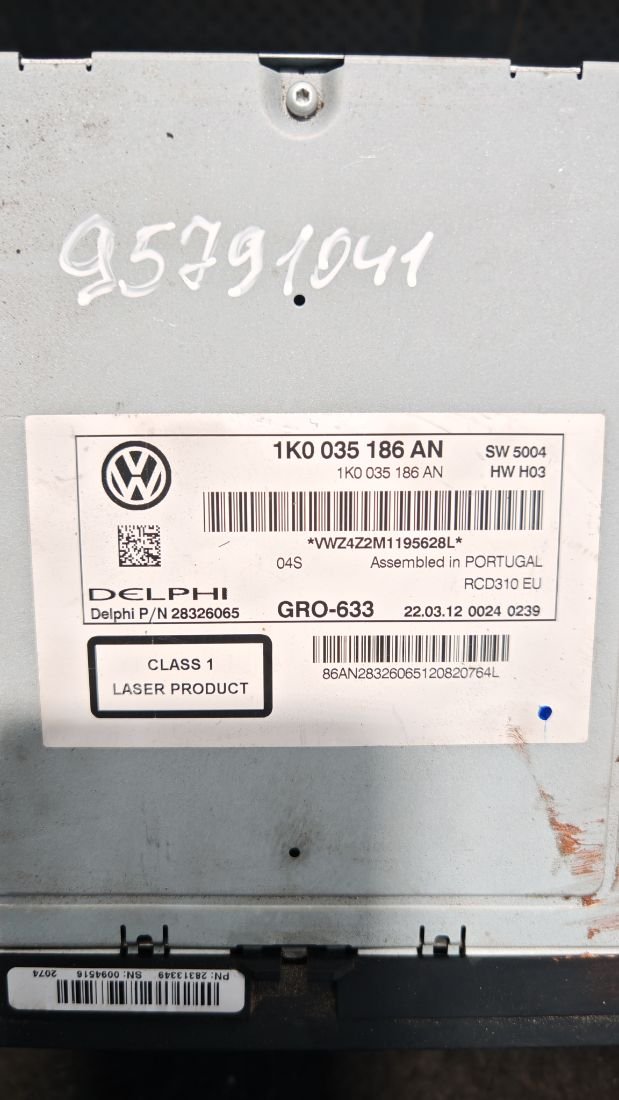 95791041
1K0 035 186 AN SW 5004
1K0 035 186 AN HW H03
*VWZ4Z2M1195628L*
04S Assembled in PORTUGAL
RCD310 EU
DELPHI
Delphi P/N 28326065 GRO-633 22.03.12 0024 0239
CLASS 1
LASER PRODUCT
86AN28326065120820764L
PN: 28313349 SN: 0094516 2074